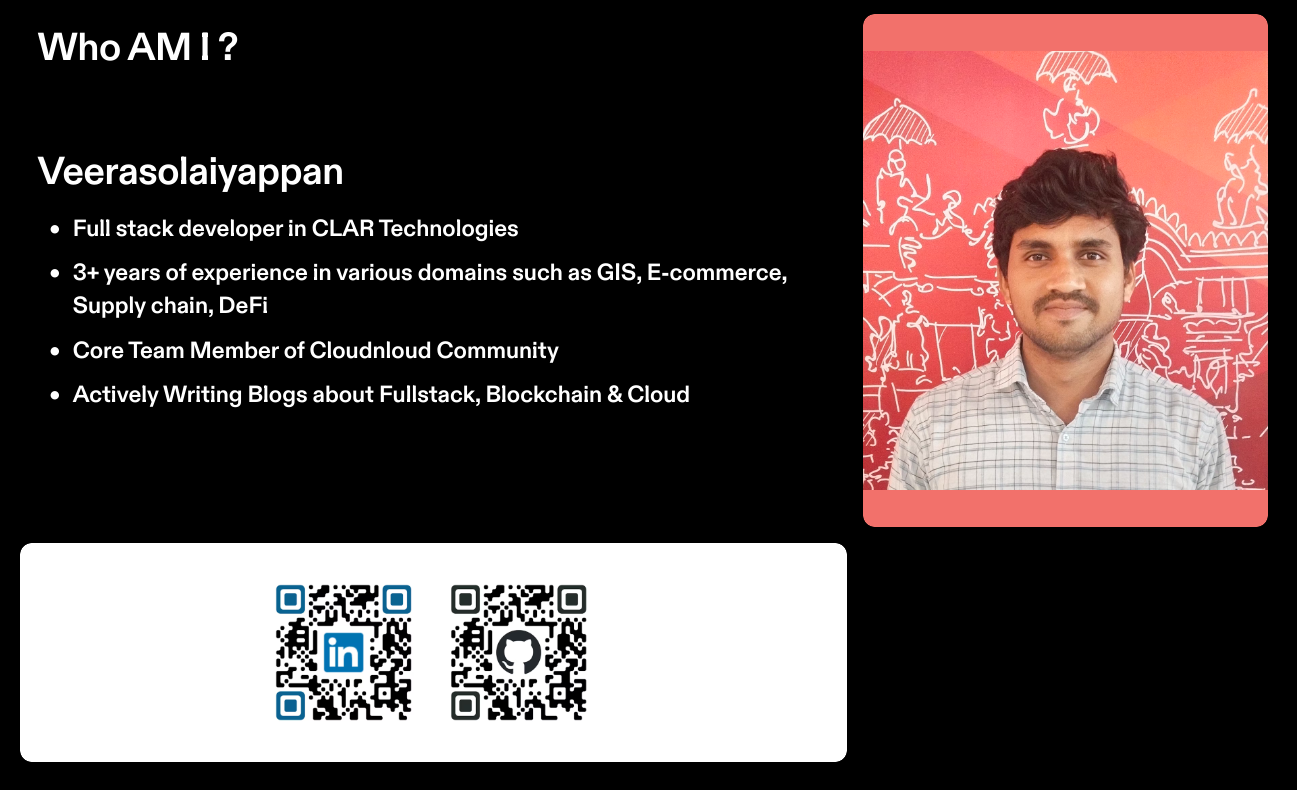 Who AM I ?
Veerasolaiyappan
Full stack developer in CLAR Technologies
3+ years of experience in various domains such as GIS, E-commerce,
Supply chain, DeFi
Core Team Member of Cloudnloud Community
Actively Writing Blogs about Fullstack, Blockchain & Cloud
in